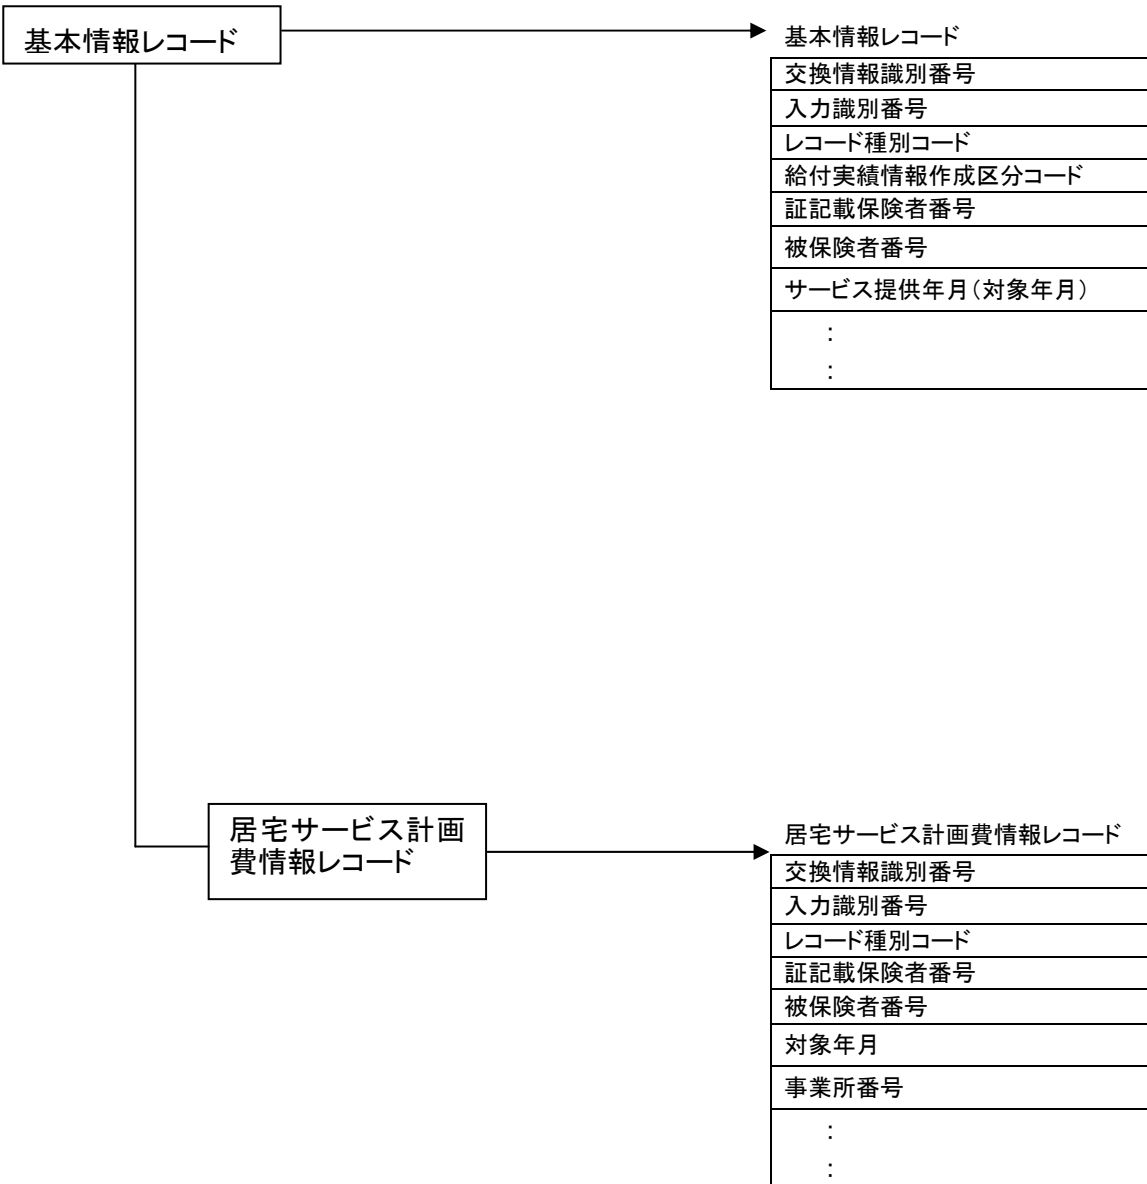 基本情報レコード
基本情報レコード
交換情報識別番号
入力識別番号
レコード種別コード
給付実績情報作成区分コード
証記載保険者番号
被保険者番号
サービス提供年月(対象年月)
:
:
居宅サービス計画
費情報レコード
居宅サービス計画費情報レコード
交換情報識別番号
入力識別番号
レコード種別コード
証記載保険者番号
被保険者番号
対象年月
事業所番号
:
: